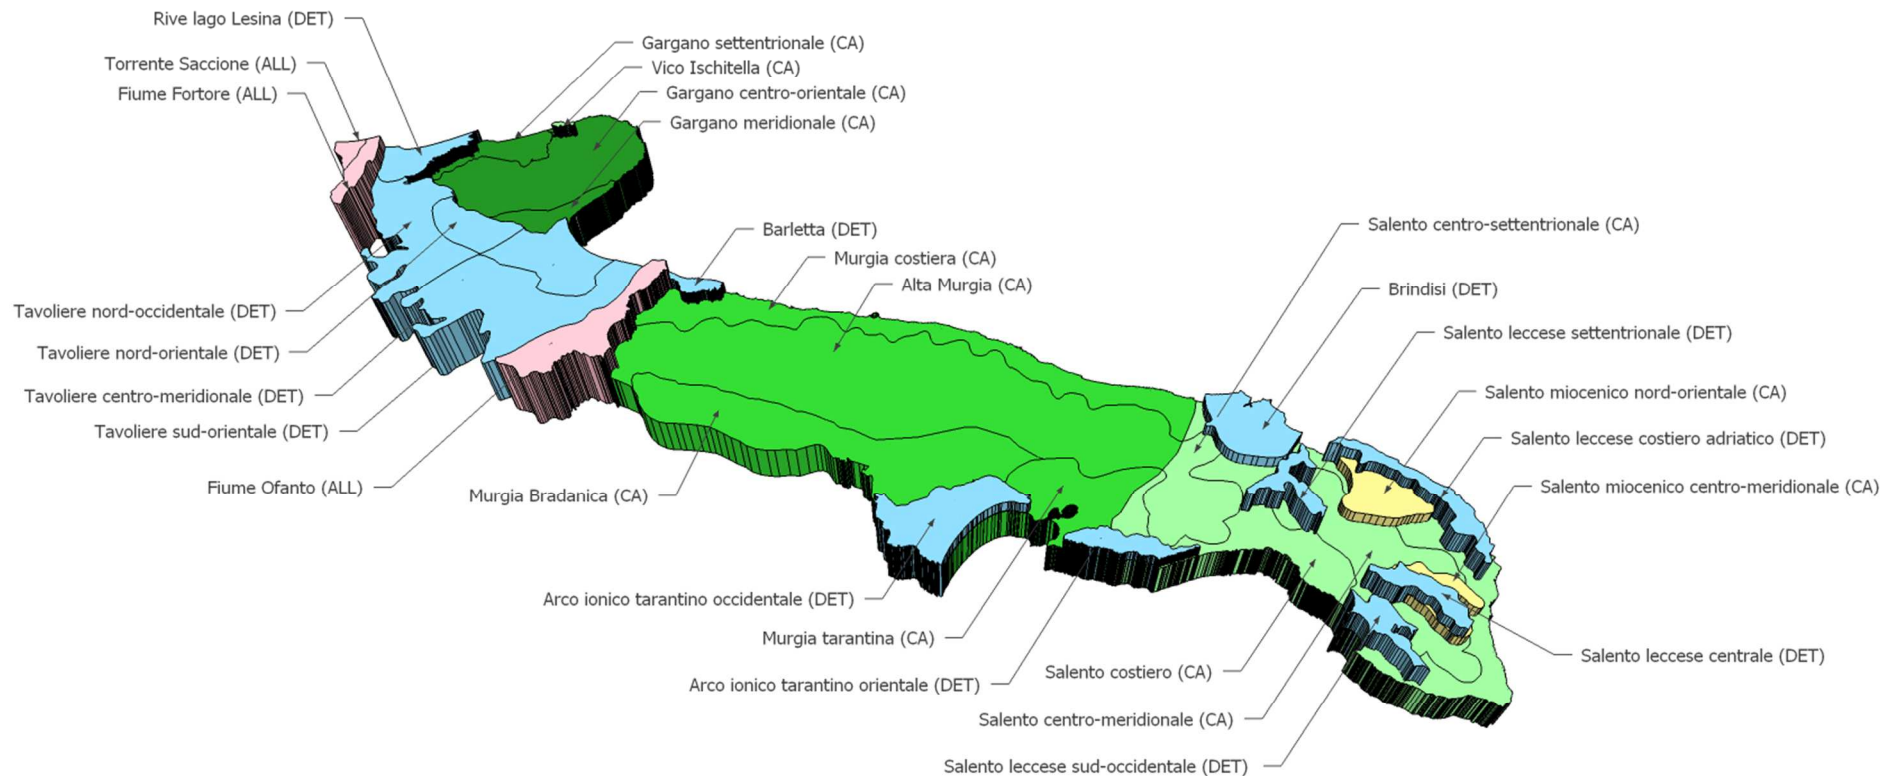 Rive lago Lesina (DET)
Torrente Saccione (ALL)
Fiume Fortore (ALL)
Gargano settentrionale (CA)
Vico Ischitella (CA)
Gargano centro-orientale (CA)
Gargano meridionale (CA)
Barletta (DET)
Murgia costiera (CA)
Alta Murgia (CA)
Salento centro-settentrionale (CA)
Brindisi (DET)
Salento leccese settentrionale (DET)
Salento miocenico nord-orientale (CA)
Salento leccese costiero adriatico (DET)
Salento miocenico centro-meridionale (CA)
Tavoliere nord-occidentale (DET)
Tavoliere nord-orientale (DET)
Tavoliere centro-meridionale (DET)
Tavoliere sud-orientale (DET)
Fiume Ofanto (ALL)
Murgia Bradanica (CA)
Arco ionico tarantino occidentale (DET)
Murgia tarantina (CA)
Arco ionico tarantino orientale (DET)
Salento costiero (CA)
Salento leccese centrale (DET)
Salento centro-meridionale (CA)
Salento leccese sud-occidentale (DET)